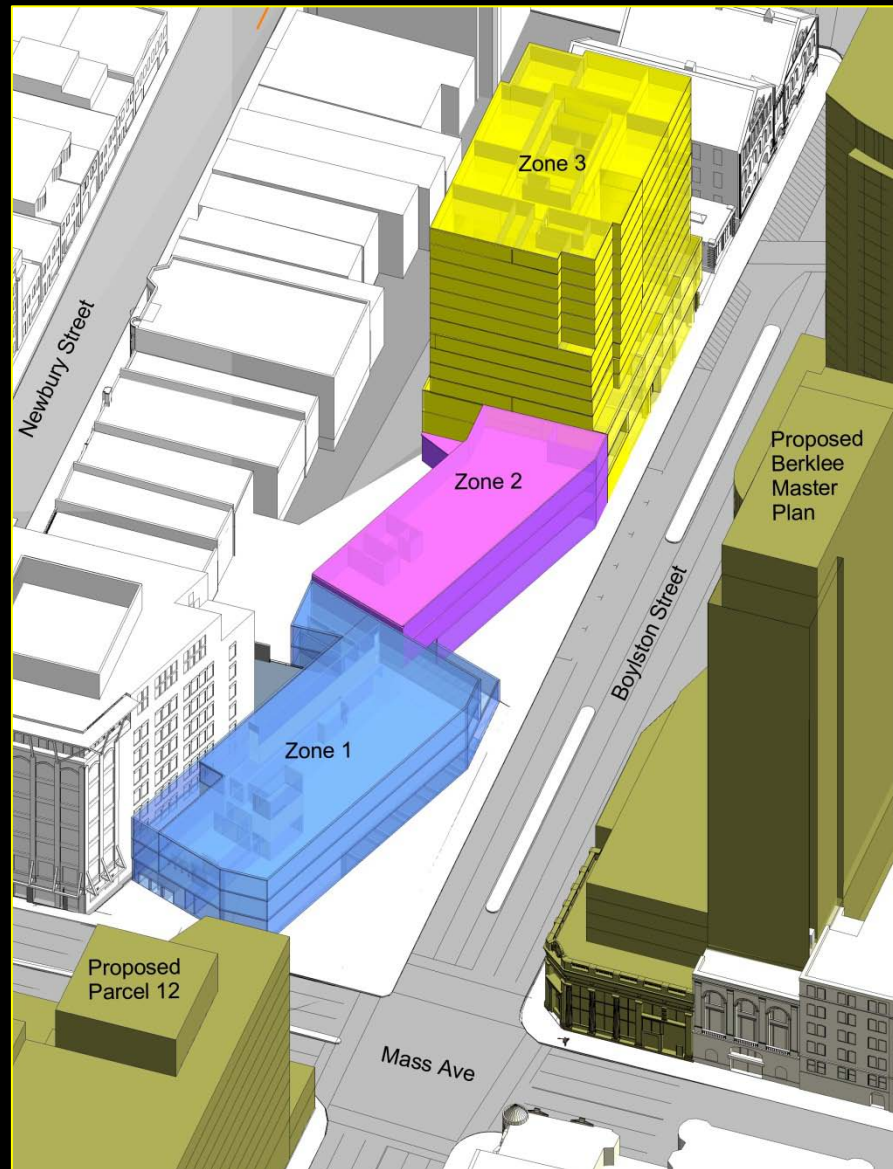 Zone 3
Newbury Street
Zone 2
Proposed
Berklee
Master
Plan
Boylston Street
Zone 1
Proposed
Parcel 12
Mass Ave